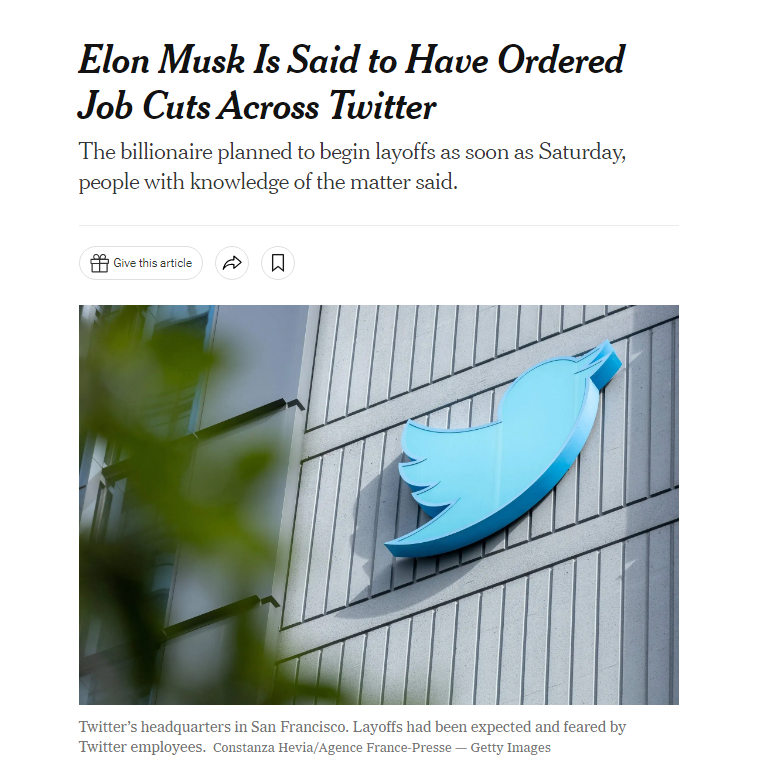 Elon Musk Is Said to Have Ordered
Job Cuts Across Twitter
The billionaire planned to begin layoffs as soon as Saturday,
people with knowledge of the matter said.
Give this article
Twitter’s headquarters in San Francisco. Layoffs had been expected and feared by
Twitter employees. Constanza Hevia/Agence France-Presse — Getty Images